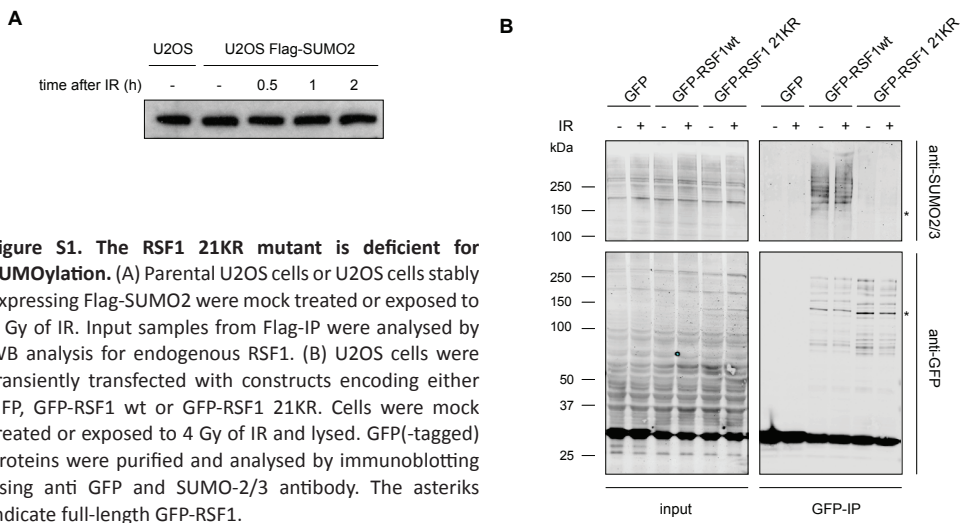 A
U2OS U2OS Flag-SUMO2
time after IR (h) - - 0.5 1 2
igure S1. The RSF1 21KR mutant is deficient for
UMOylation. (A) Parental U2OS cells or U2OS cells stably
xpressing Flag-SUMO2 were mock treated or exposed to
Gy of IR. Input samples from Flag-IP were analysed by
VB analysis for endogenous RSF1. (B) U2OS cells were
ransiently transfected with constructs encoding either
FP, GFP-RSF1 wt or GFP-RSF1 21KR. Cells were mock
reated or exposed to 4 Gy of IR and lysed. GFP(-tagged)
roteins were purified and analysed by immunoblotting
sing anti GFP and SUMO-2/3 antibody. The asteriks
ndicate full-length GFP-RSF1.
B
GFP GFP-RSF1wt GFP-RSF1 21KR GFP GFP-RSF1wt GFP-RSF1 21KR
IR - + - + - + - + - + - +
kDa
250
150
100
anti-SUMO2/3
*
250
150
100
50
37
25
anti-GFP
*
input GFP-IP